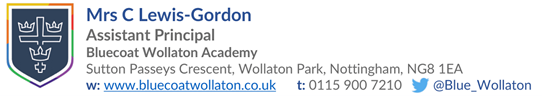 Mrs C Lewis-Gordon
Assistant Principal
Bluecoat Wollaton Academy
Sutton Passeys Crescent, Wollaton Park, Nottingham, NG8 1EA
w: www.bluecoatwollaton.co.uk t: 0115 900 7210 @Blue_Wollaton